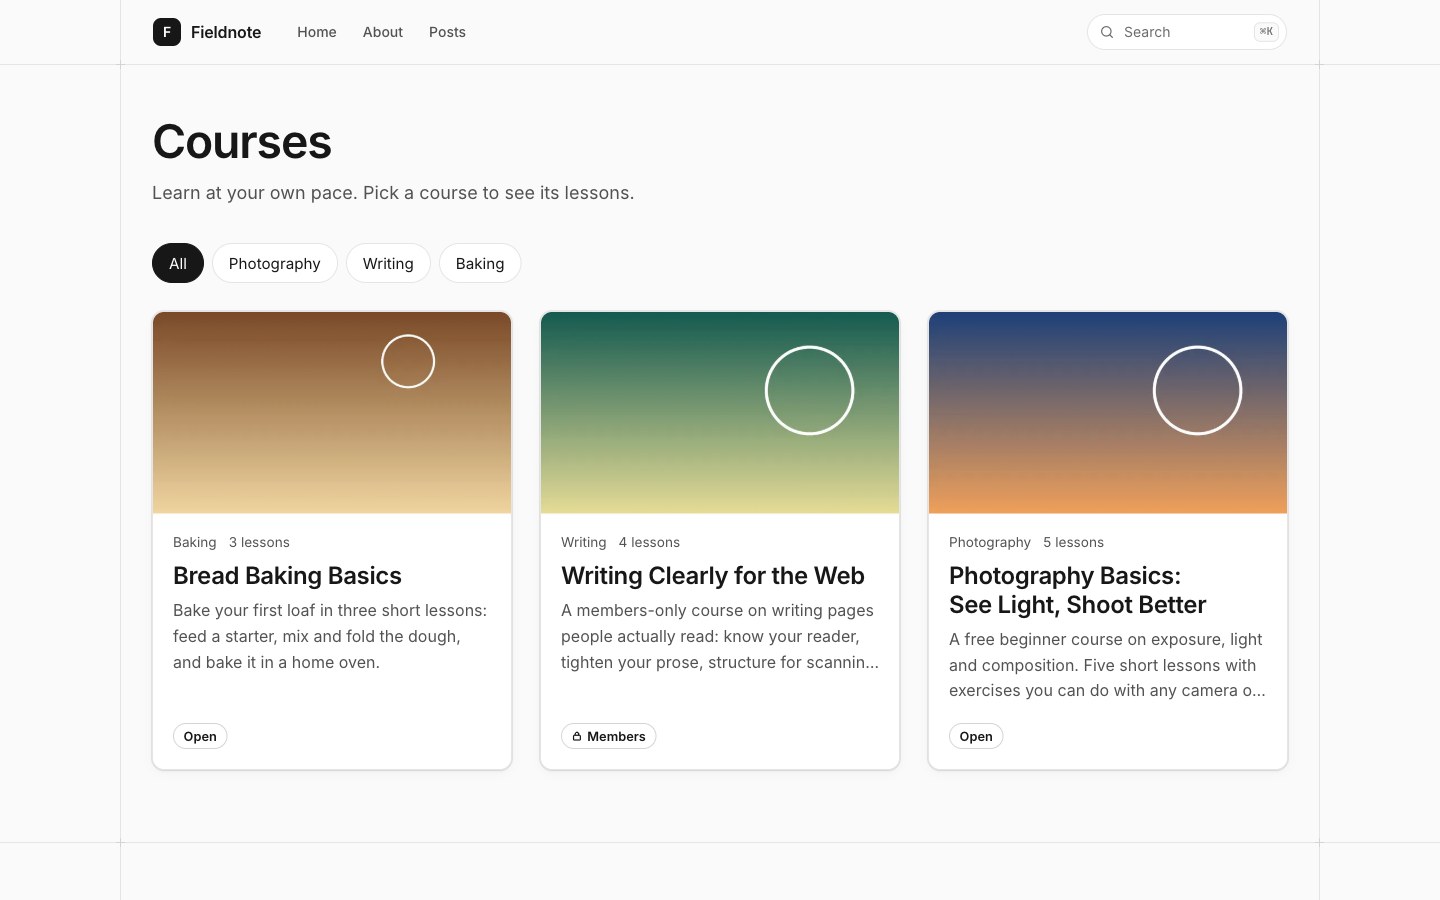 F Fieldnote Home About Posts Search ⌘K
Courses
Learn at your own pace. Pick a course to see its lessons.
All Photography Writing Baking
Baking 3 lessons
Bread Baking Basics
Bake your first loaf in three short lessons:
feed a starter, mix and fold the dough,
and bake it in a home oven.
Open
Writing 4 lessons
Writing Clearly for the Web
A members-only course on writing pages
people actually read: know your reader,
tighten your prose, structure for scannin...
Members
Photography 5 lessons
Photography Basics:
See Light, Shoot Better
A free beginner course on exposure, light
and composition. Five short lessons with
exercises you can do with any camera o...
Open